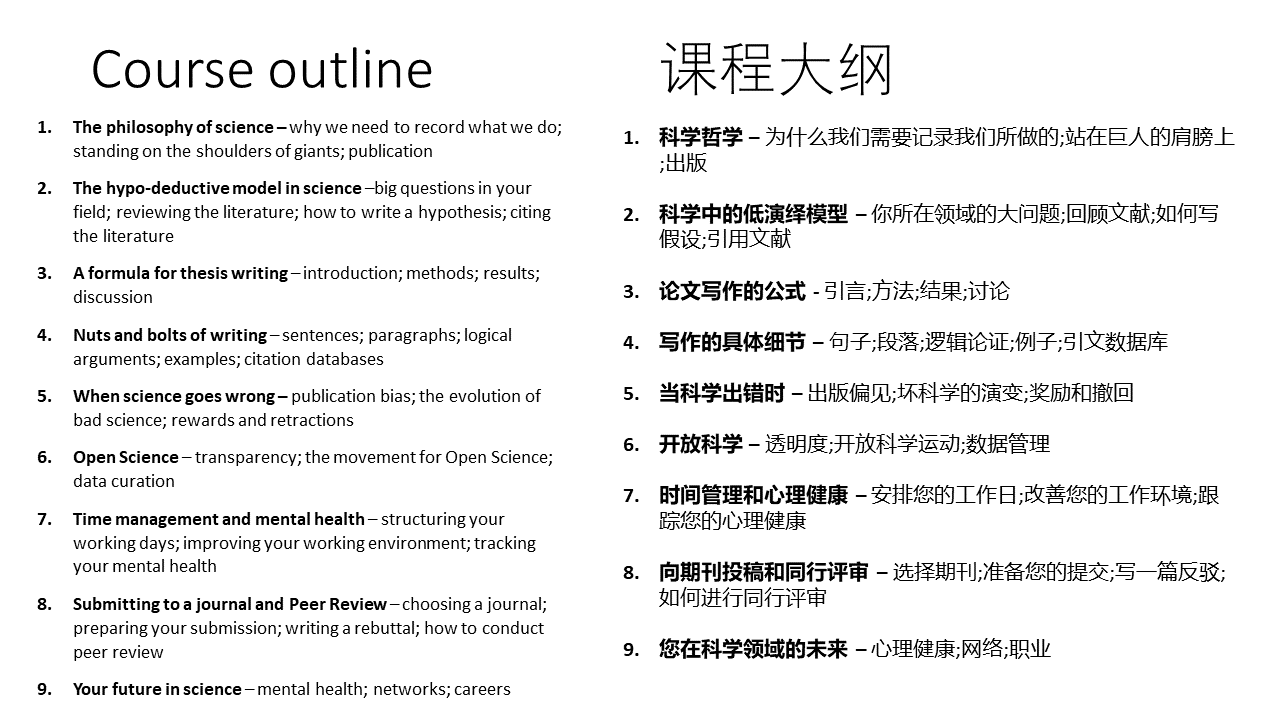 Course outline
1. The philosophy of science – why we need to record what we do;
standing on the shoulders of giants; publication
2. The hypo-deductive model in science –big questions in your
field; reviewing the literature; how to write a hypothesis; citing
the literature
3. A formula for thesis writing – introduction; methods; results;
discussion
4. Nuts and bolts of writing – sentences; paragraphs; logical
arguments; examples; citation databases
5. When science goes wrong – publication bias; the evolution of
bad science; rewards and retractions
6. Open Science – transparency; the movement for Open Science;
data curation
7. Time management and mental health – structuring your
working days; improving your working environment; tracking
your mental health
8. Submitting to a journal and Peer Review – choosing a journal;
preparing your submission; writing a rebuttal; how to conduct
peer review
9. Your future in science – mental health; networks; careers
课程大纲
1. 科学哲学 – 为什么我们需要记录我们所做的;站在巨人的肩膀上
;出版
2. 科学中的低演绎模型 – 你所在领域的大问题;回顾文献;如何写
假设;引用文献
3. 论文写作的公式 - 引言;方法;结果;讨论
4. 写作的具体细节 – 句子;段落;逻辑论证;例子;引文数据库
5. 当科学出错时 – 出版偏见;坏科学的演变;奖励和撤回
6. 开放科学 – 透明度;开放科学运动;数据管理
7. 时间管理和心理健康 – 安排您的工作日;改善您的工作环境;跟
踪您的心理健康
8. 向期刊投稿和同行评审 – 选择期刊;准备您的提交;写一篇反驳;
如何进行同行评审
9. 您在科学领域的未来 – 心理健康;网络;职业